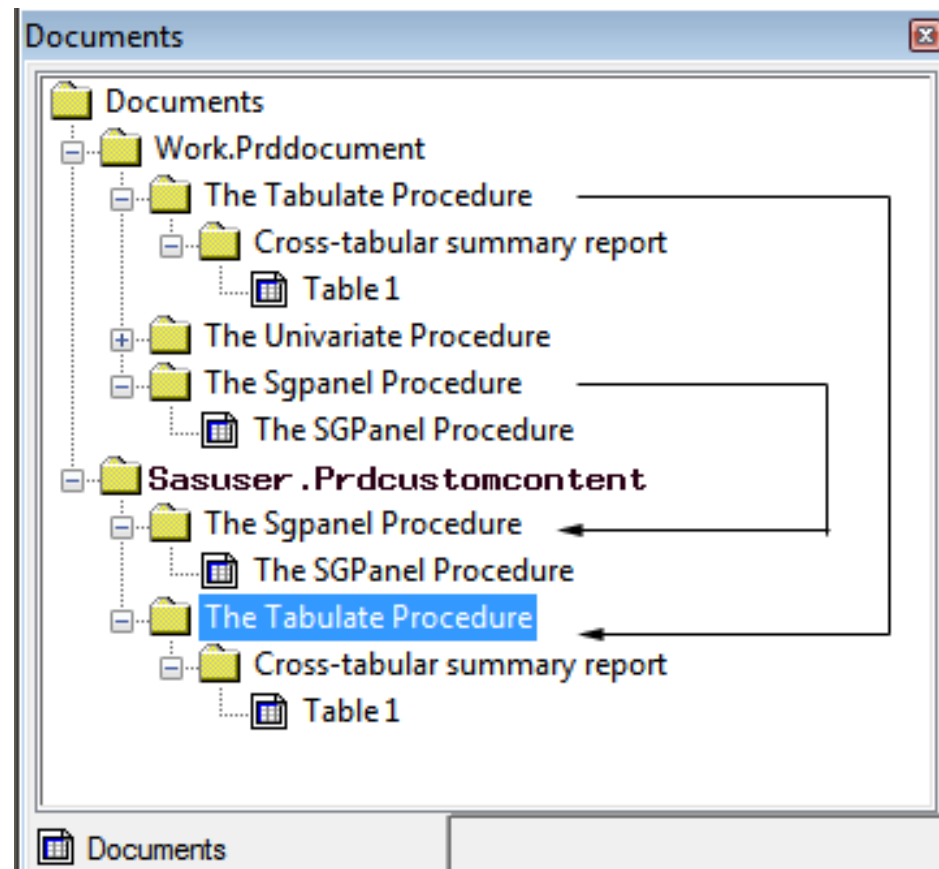 Documents
Documents
Work.Prddocument
The Tabulate Procedure
Cross-tabular summary report
Table 1
The Univariate Procedure
The Sgpanel Procedure
The SGPanel Procedure
Sasuser.Prdcustomcontent
The Sgpanel Procedure
The SGPanel Procedure
The Tabulate Procedure
Cross-tabular summary report
Table 1
Documents